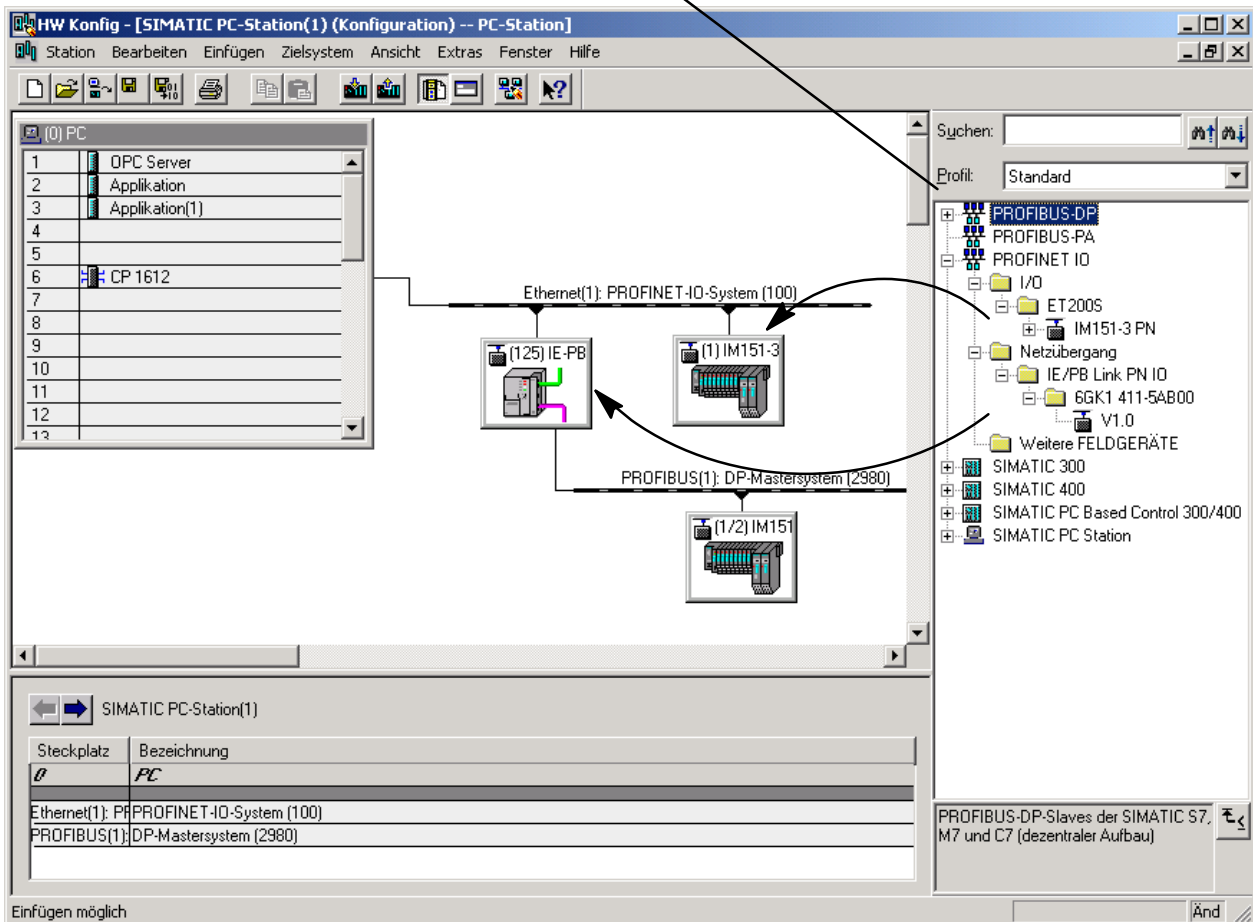 HW Konfig - [SIMATIC PC-Station(1) (Konfiguration) -- PC-Station]
Station Bearbeiten Einfügen Zielsystem Ansicht Extras Fenster Hilfe
(0) PC
1 OPC Server
2 Applikation
3 Applikation(1)
4
5
6 CP 1612
7
8
9
10
11
12
13
Ethernet(1): PROFINET-IO-System (100)
(125) IE-PB
(1) IM151-3
PROFIBUS(1): DP-Mastersystem (2980)
(1/2) IM151
Suchen:
Profil: Standard
PROFIBUS-DP
PROFIBUS-PA
PROFINET IO
I/O
ET200S
IM151-3 PN
Netzübergang
IE/PB Link PN IO
6GK1 411-5AB00
V1.0
Weitere FELDGERÄTE
SIMATIC 300
SIMATIC 400
SIMATIC PC Based Control 300/400
SIMATIC PC Station
SIMATIC PC-Station(1)
Steckplatz Bezeichnung
0 PC
Ethernet(1): PF PROFINET-IO-System (100)
PROFIBUS(1): DP-Mastersystem (2980)
PROFIBUS-DP-Slaves der SIMATIC S7,
M7 und C7 (dezentraler Aufbau)
Einfügen möglich
Änd